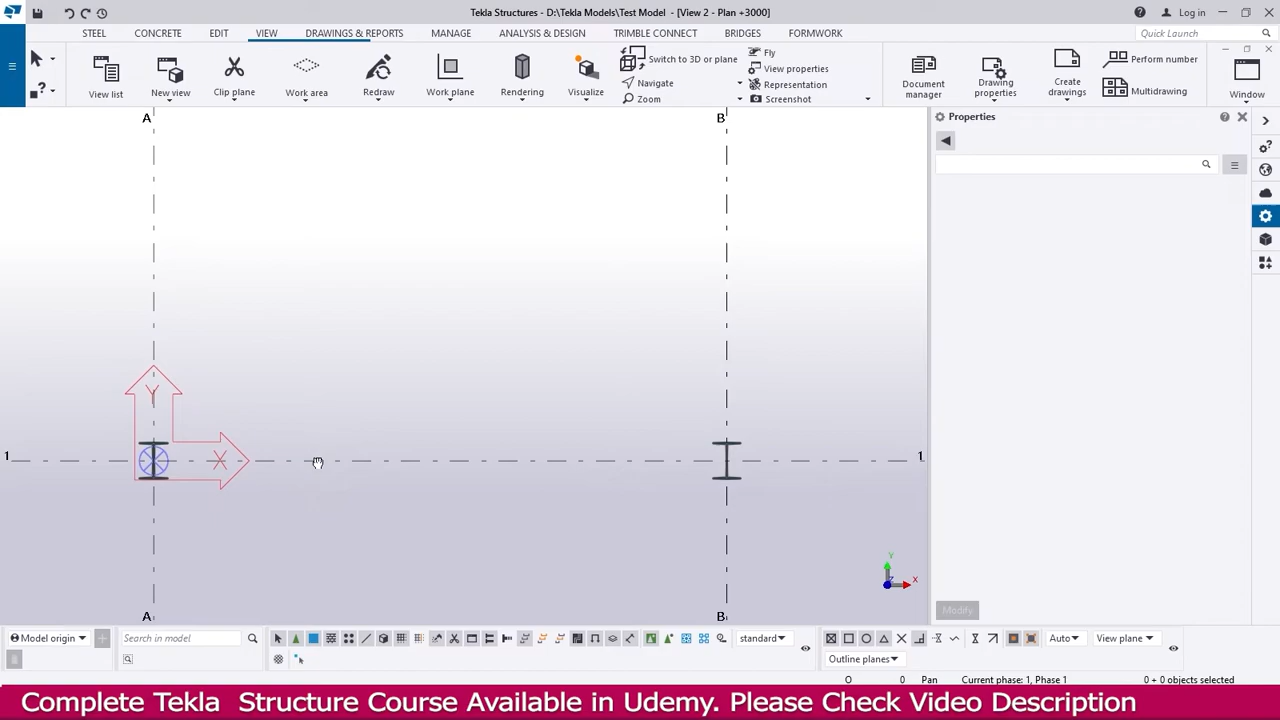 Tekla Structures - D:\Tekla Models\Test Model - [View 2 - Plan +3000]
Log in
STEEL CONCRETE EDIT VIEW DRAWINGS & REPORTS MANAGE ANALYSIS & DESIGN TRIMBLE CONNECT BRIDGES FORMWORK Quick Launch
View list
New view
Clip plane
Work area
Redraw
Work plane
Rendering
Visualize
Switch to 3D or plane
Navigate
Zoom
Fly
View properties
Representation
Screenshot
Document manager
Drawing properties
Create drawings
Perform number
Multidrawing
Window
A B
Properties
Y
X
1 1
Y
X
A B
Modify
Model origin
Search in model
standard
Auto
View plane
Outline planes
O 0 Pan Current phase: 1, Phase 1 0 + 0 objects selected
Complete Tekla Structure Course Available in Udemy. Please Check Video Description